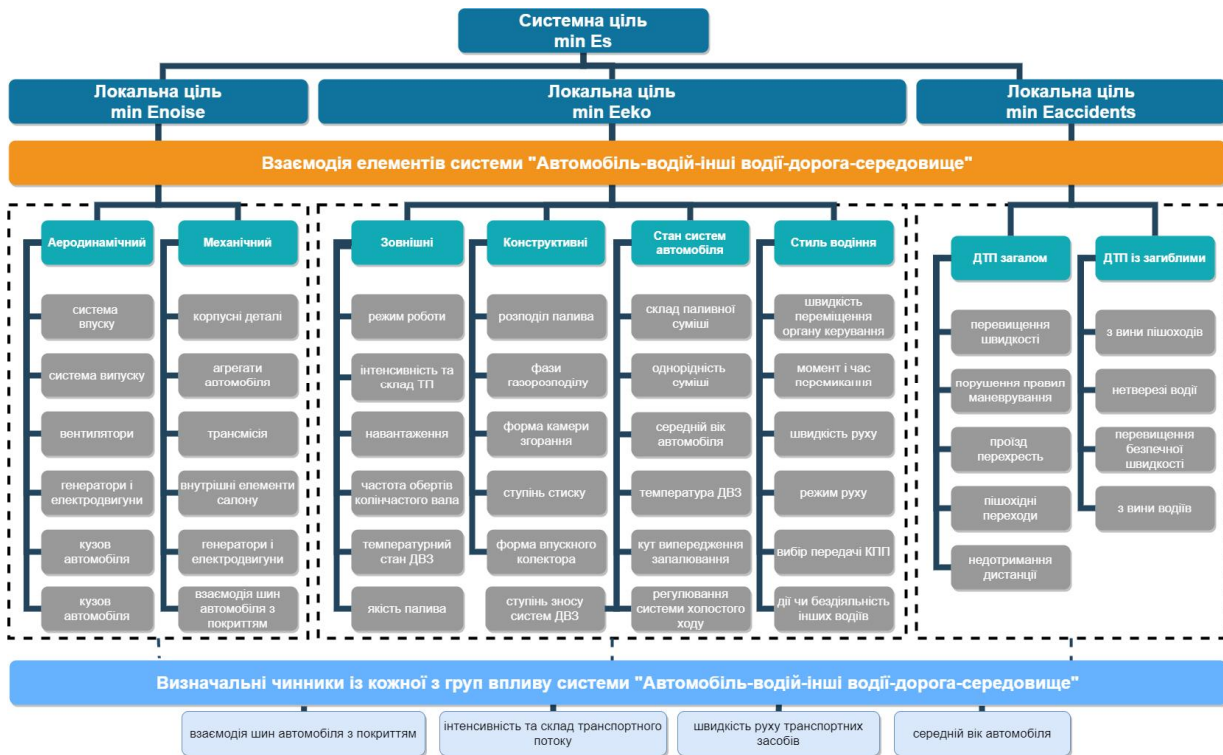 Системна ціль
min Es
Локальна ціль
min Enoise
Локальна ціль
min Eeko
Локальна ціль
min Eaccidents
Взаємодія елементів системи "Автомобіль-водій-інші водії-дорога-середовище"
Аеродинамічний
система
впуску
система випуску
вентилятори
генератори і
електродвигуни
кузов
автомобіля
кузов
автомобіля
Механічний
корпусні деталі
агрегати
автомобіля
трансмісія
внутрішні елементи
салону
генератори і
електродвигуни
взаємодія шин
автомобіля з
покриттям
Зовнішні
режим роботи
інтенсивність та
склад ТП
навантаження
частота обертів
колінчастого вала
температурний
стан ДВЗ
якість палива
Конструктивні
розподіл палива
фази
газорозподілу
форма камери
згорання
ступінь стиску
форма впускного
колектора
ступінь зносу
систем ДВЗ
Стан систем
автомобіля
склад паливної
суміші
однорідність
суміші
середній вік
автомобіля
температура ДВЗ
кут випередження
запалювання
регулювання
системи холостого
ходу
Стиль водіння
швидкість
переміщення
органу керування
момент і час
перемикання
швидкість руху
режим руху
вибір передачі КПП
дії чи бездіяльність
інших водіїв
ДТП загалом
перевищення
швидкості
порушення правил
маневрування
проїзд
перехресть
пішохідні
переходи
недотримання
дистанції
ДТП із загиблими
з вини пішоходів
нетверезі водії
перевищення
безпечної
швидкості
з вини водіїв
Визначальні чинники із кожної з груп впливу системи "Автомобіль-водій-інші водії-дорога-середовище"
взаємодія шин автомобіля з покриттям
інтенсивність та склад транспортного
потоку
швидкість руху транспортних
засобів
середній вік автомобіля